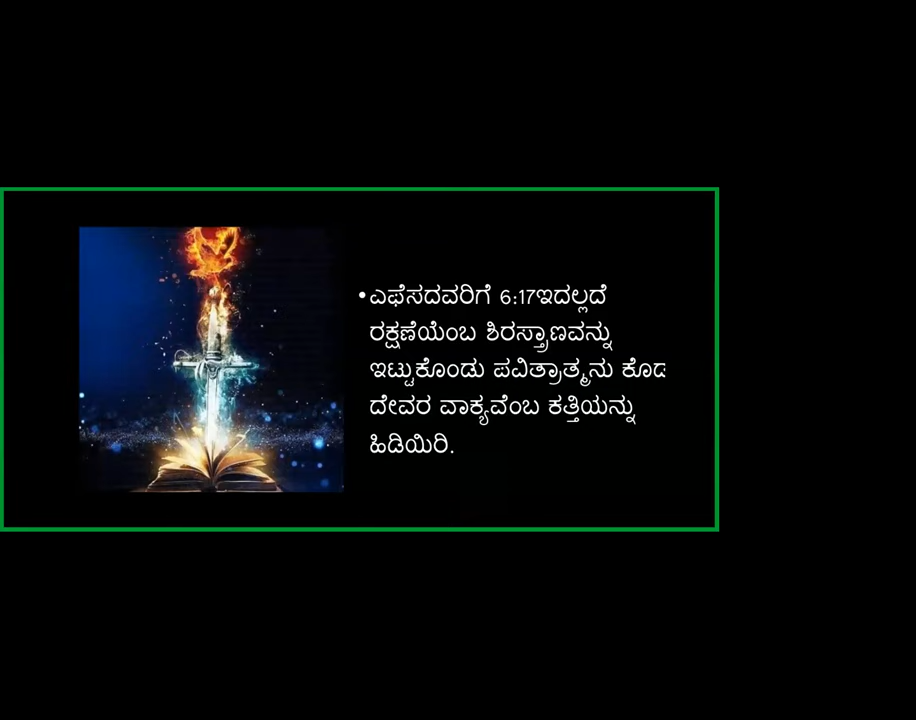 • ಎಫೆಸದವರಿಗೆ 6:17ಇದಲ್ಲದೆ
ರಕ್ಷಣೆಯೆಂಬ ಶಿರಸ್ತ್ರಾಣವನ್ನು
ಇಟ್ಟುಕೊಂಡು ಪವಿತ್ರಾತ್ಮನು
ದೇವರ ವಾಕ್ಯವೆಂಬ ಕತ್ತಿಯನ್ನು
ಹಿಡಿಯಿರಿ.